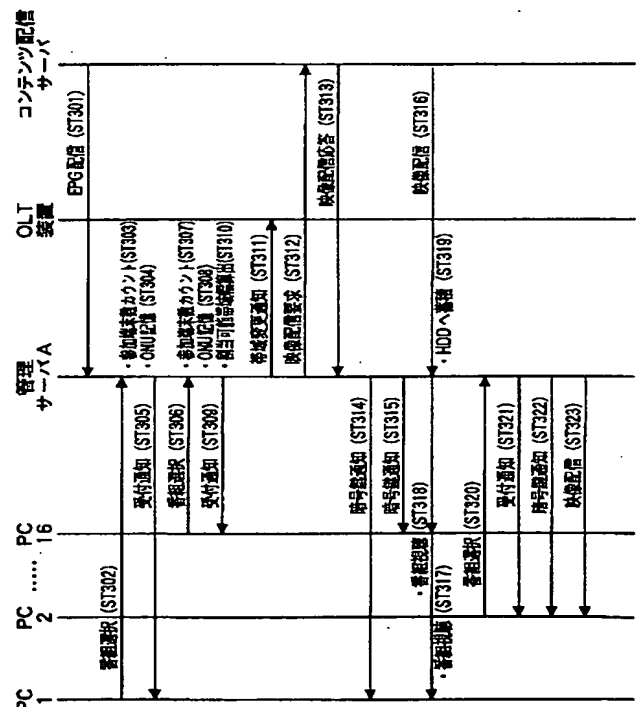 PC
1
PC
2
……
PC
16
管理
サーバA
OLT
装置
コンテンツ配信
サーバ
EPG配信 (ST301)
番組選択 (ST302)
・参加端末数カウント(ST303)
・ONU記憶 (ST304)
受付通知 (ST305)
番組選択 (ST306)
・参加端末数カウント(ST307)
・ONU記憶 (ST308)
受付通知 (ST309)
・割当可能帯域幅算出(ST310)
帯域変更通知 (ST311)
映像配信要求 (ST312)
映像配信応答 (ST313)
暗号鍵通知 (ST314)
暗号鍵通知 (ST315)
映像配信 (ST316)
・番組視聴 (ST317)
・番組視聴 (ST318)
・HDDへ蓄積 (ST319)
番組選択 (ST320)
受付通知 (ST321)
暗号鍵通知 (ST322)
映像配信 (ST323)